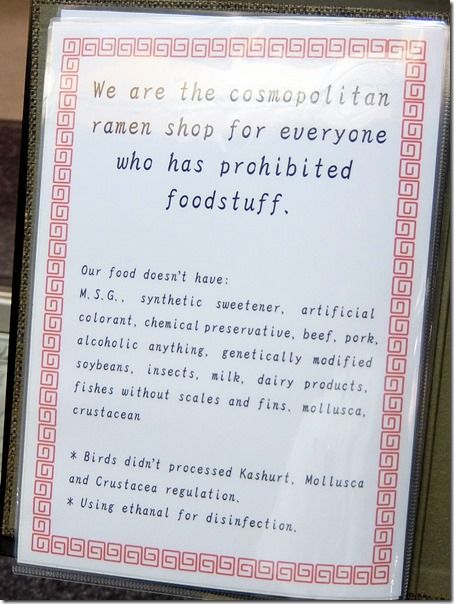 We are the cosmopolitan
ramen shop for everyone
who has prohibited
foodstuff.
Our food doesn't have:
M.S.G., synthetic sweetener, artificial
colorant, chemical preservative, beef, pork,
alcoholic anything, genetically modified
soybeans, insects, milk, dairy products,
fishes without scales and fins、mollusca,
crustacean
* Birds didn't processed Kashurt, Mollusca
and Crustacea regulation.
* Using ethanal for disinfection.